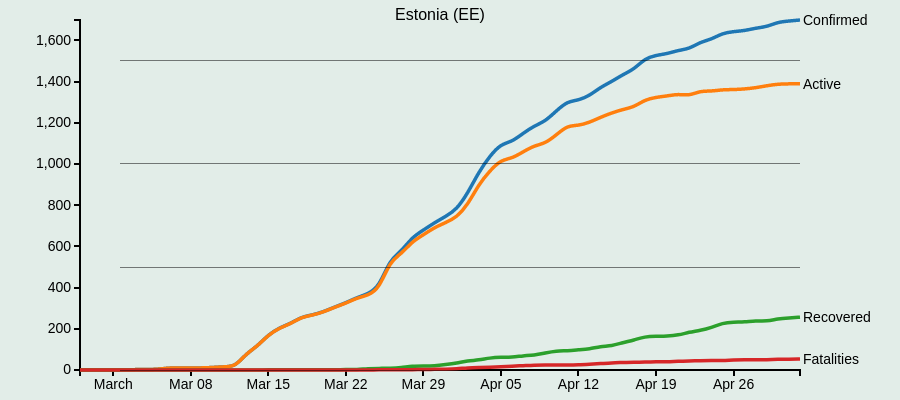 Estonia (EE)
Confirmed
Active
Recovered
Fatalities
1,600
1,400
1,200
1,000
800
600
400
200
0
March Mar 08 Mar 15 Mar 22 Mar 29 Apr 05 Apr 12 Apr 19 Apr 26